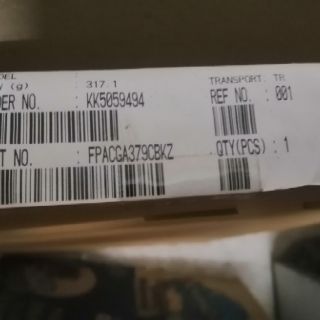 ODEL
(g) : 317.1 TRANSPORT: TR
DER NO. : KK5059494 REF NO. : 001
T NO. : FPACGA379CBKZ QTY(PCS) : 1